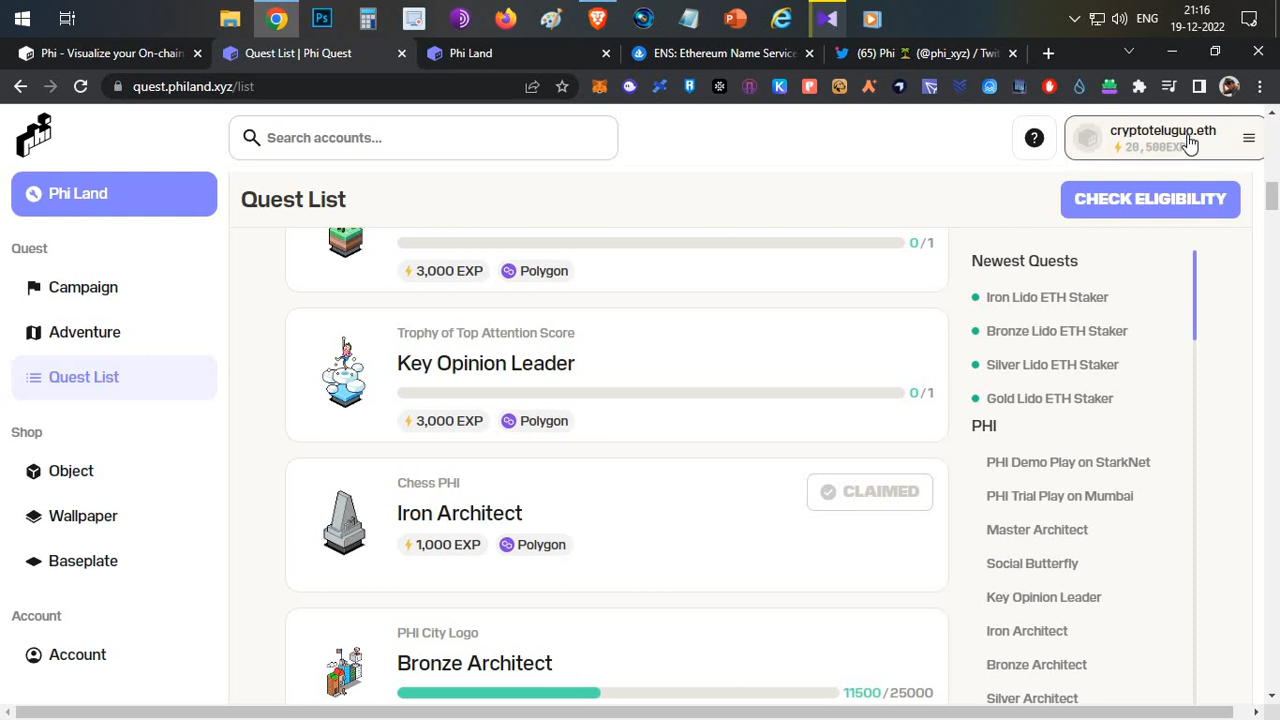 Ps
ENG
21:16
19-12-2022
Phi - Visualize your On-chain
Quest List | Phi Quest
Phi Land
ENS: Ethereum Name Service
(65) Phi 🌴 (@phi_xyz) / Twit
quest.philand.xyz/list
Search accounts...
cryptoteluguo.eth
20,500EXP
Phi Land
Quest
Campaign
Adventure
Quest List
Shop
Object
Wallpaper
Baseplate
Account
Account
Quest List
CHECK ELIGIBILITY
0/1
3,000 EXP
Polygon
Trophy of Top Attention Score
Key Opinion Leader
0/1
3,000 EXP
Polygon
Chess PHI
Iron Architect
CLAIMED
1,000 EXP
Polygon
PHI City Logo
Bronze Architect
11500/25000
Newest Quests
Iron Lido ETH Staker
Bronze Lido ETH Staker
Silver Lido ETH Staker
Gold Lido ETH Staker
PHI
PHI Demo Play on StarkNet
PHI Trial Play on Mumbai
Master Architect
Social Butterfly
Key Opinion Leader
Iron Architect
Bronze Architect
Silver Architect